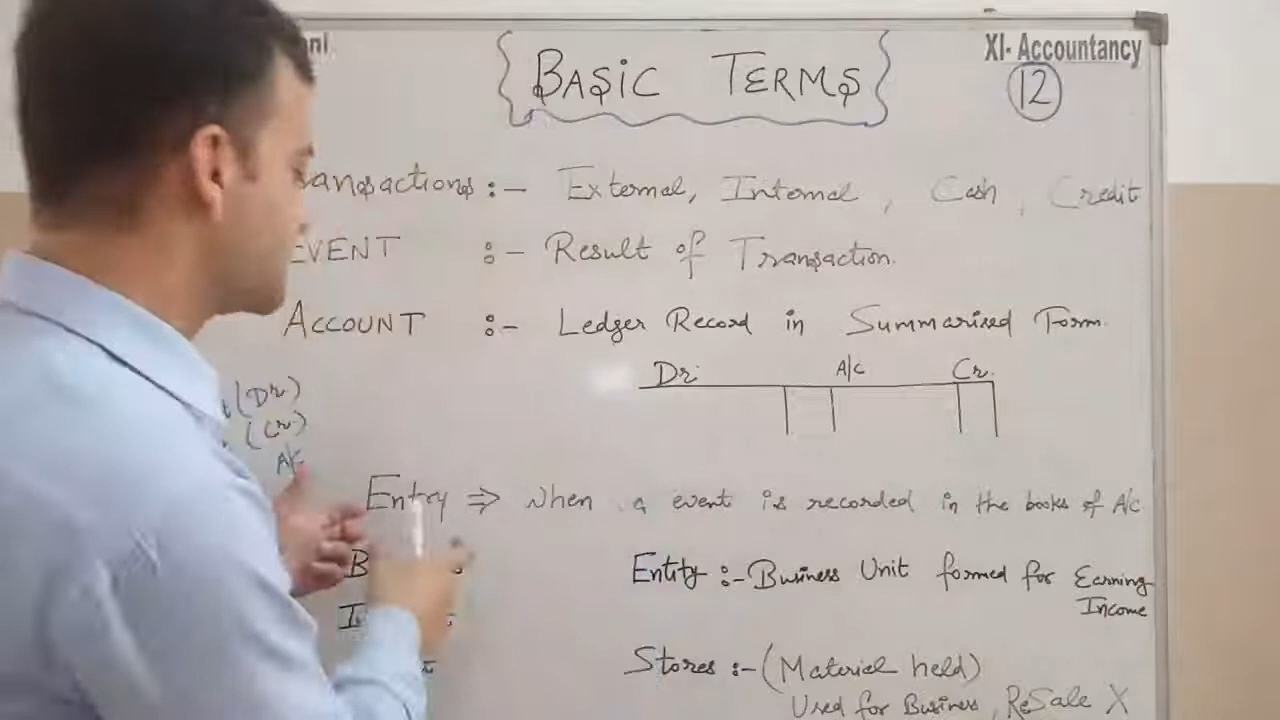 XI- Accountancy
BASIC TERMS
12
ansactions :- External, Internal, Cash, Credit
EVENT :- Result of Transaction.
ACCOUNT :- Ledger Record in Summarised Form.
Dr. A/c Cr.
(Dr)
(Cr)
A/c
Entry ⇒ When a event is recorded in the books of A/c
Entity :- Business Unit formed for Earning
Income
Stores :- (Material held)
Used for Business, ReSale X